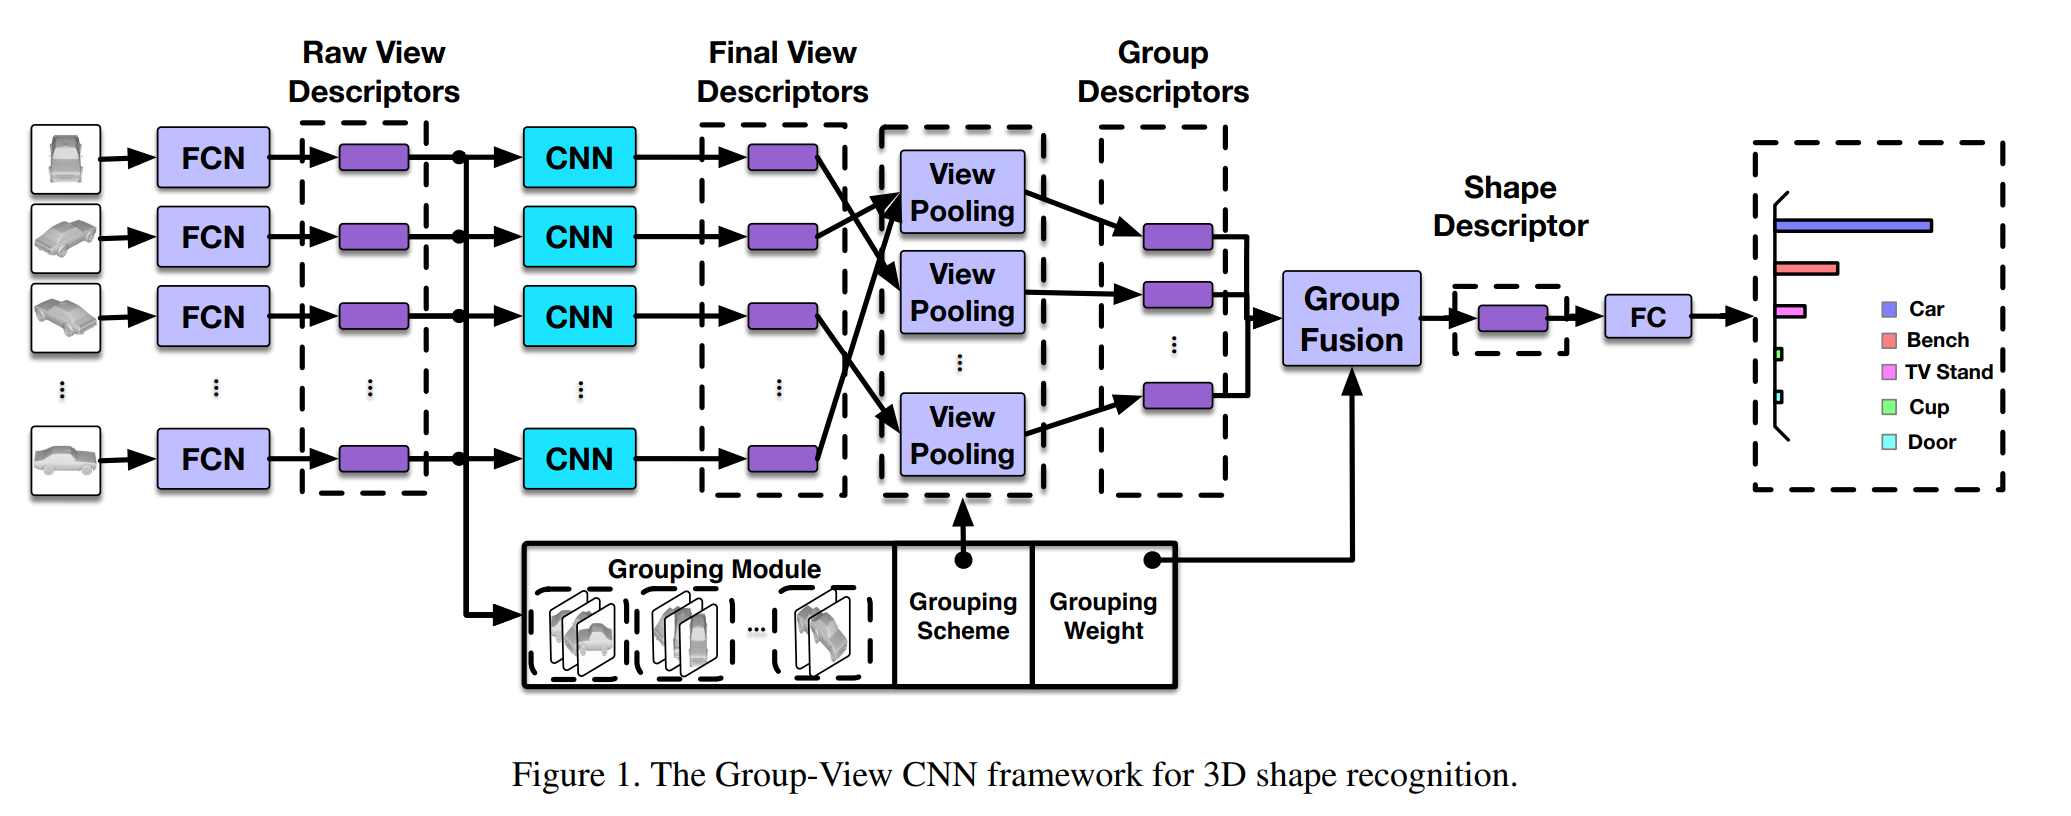 Raw View
Descriptors
Final View
Descriptors
Group
Descriptors
FCN
CNN
View
Pooling
FCN
CNN
Shape
Descriptor
View
Pooling
Group
Fusion
FCN
CNN
FC
Car
Bench
TV Stand
Cup
Door
...
...
...
...
...
...
...
View
Pooling
FCN
CNN
Grouping Module
...
Grouping
Scheme
Grouping
Weight
Figure 1. The Group-View CNN framework for 3D shape recognition.